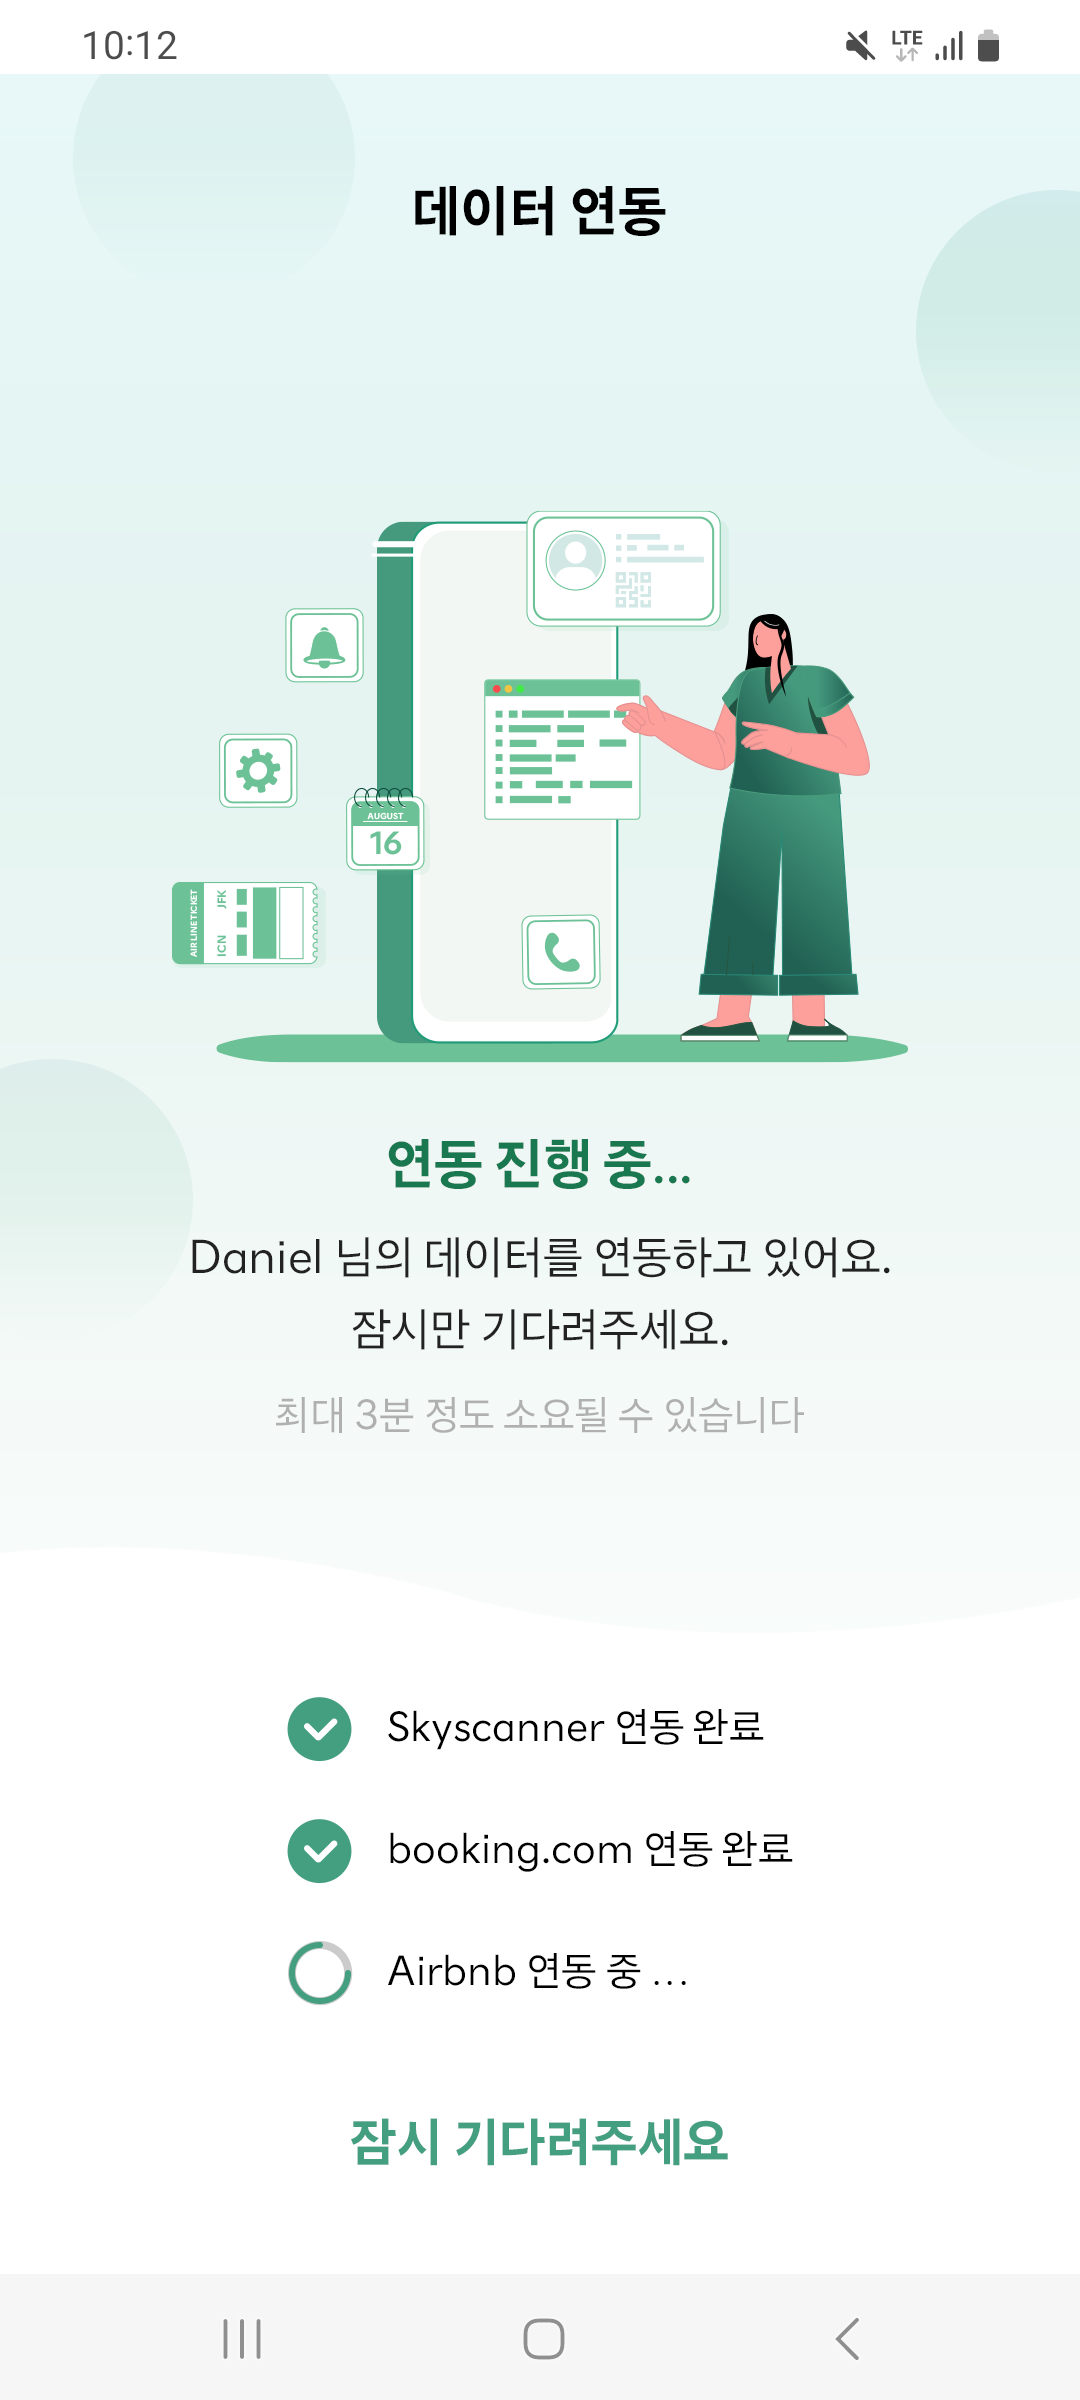 10:12
LTE
데이터 연동
AUGUST
16
AIRLINE TICKET
ICN
JFK
연동 진행 중...
Daniel 님의 데이터를 연동하고 있어요.
잠시만 기다려주세요.
최대 3분 정도 소요될 수 있습니다
Skyscanner 연동 완료
booking.com 연동 완료
Airbnb 연동 중 ...
잠시 기다려주세요